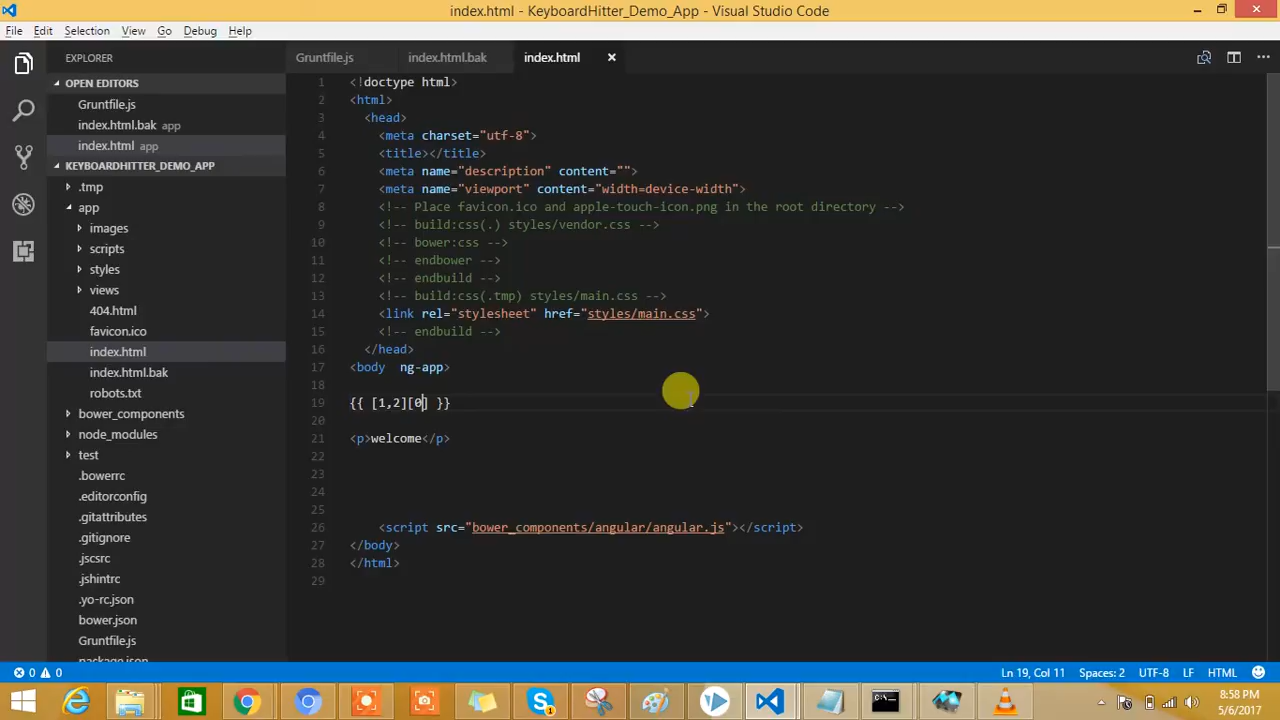 index.html - KeyboardHitter_Demo_App - Visual Studio Code
File Edit Selection View Go Debug Help
EXPLORER
OPEN EDITORS
Gruntfile.js
index.html.bak app
index.html app
KEYBOARDHITTER_DEMO_APP
.tmp
app
images
scripts
styles
views
404.html
favicon.ico
index.html
index.html.bak
robots.txt
bower_components
node_modules
test
.bowerrc
.editorconfig
.gitattributes
.gitignore
.jscsrc
.jshintrc
.yo-rc.json
bower.json
Gruntfile.js
package.json
Gruntfile.js index.html.bak index.html
1 <!doctype html>
2 <html>
3 <head>
4 <meta charset="utf-8">
5 <title></title>
6 <meta name="description" content="">
7 <meta name="viewport" content="width=device-width">
8 <!-- Place favicon.ico and apple-touch-icon.png in the root directory -->
9 <!-- build:css(.) styles/vendor.css -->
10 <!-- bower:css -->
11 <!-- endbower -->
12 <!-- endbuild -->
13 <!-- build:css(.tmp) styles/main.css -->
14 <link rel="stylesheet" href="styles/main.css">
15 <!-- endbuild -->
16 </head>
17 <body  ng-app>
18
19 {{ [1,2][0] }}
20
21 <p>welcome</p>
22
23
24
25
26 <script src="bower_components/angular/angular.js"></script>
27 </body>
28 </html>
29
0 0 Ln 19, Col 11 Spaces: 2 UTF-8 LF HTML
1
8:58 PM
5/6/2017